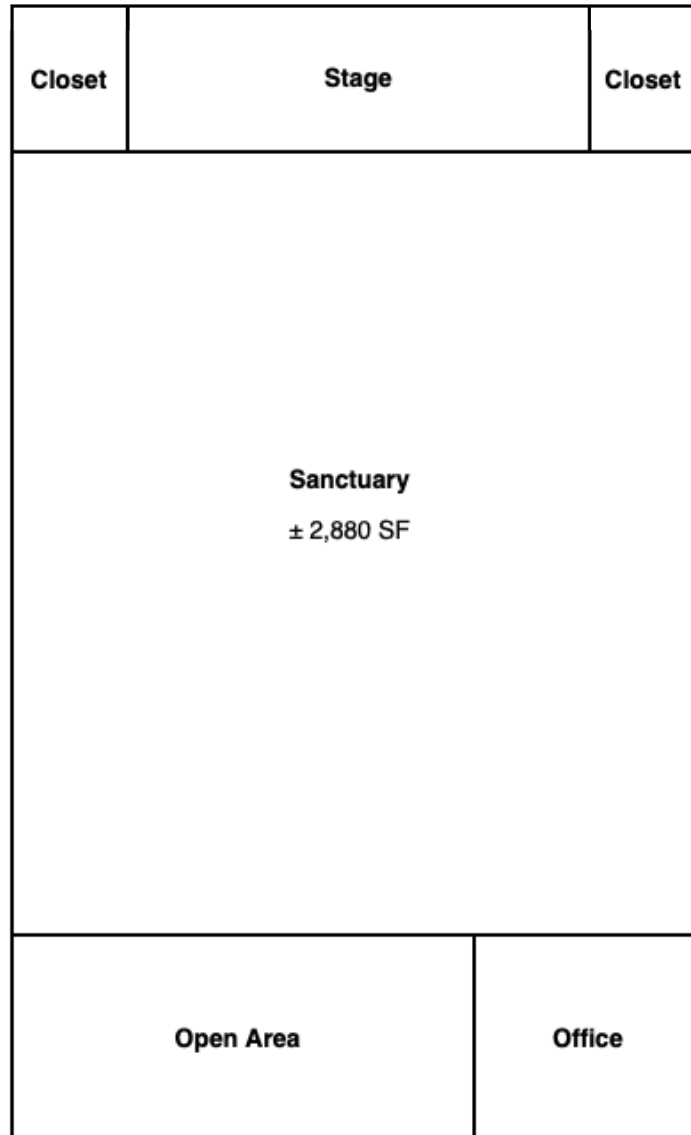 Closet
Stage
Closet
Sanctuary
± 2,880 SF
Open Area
Office